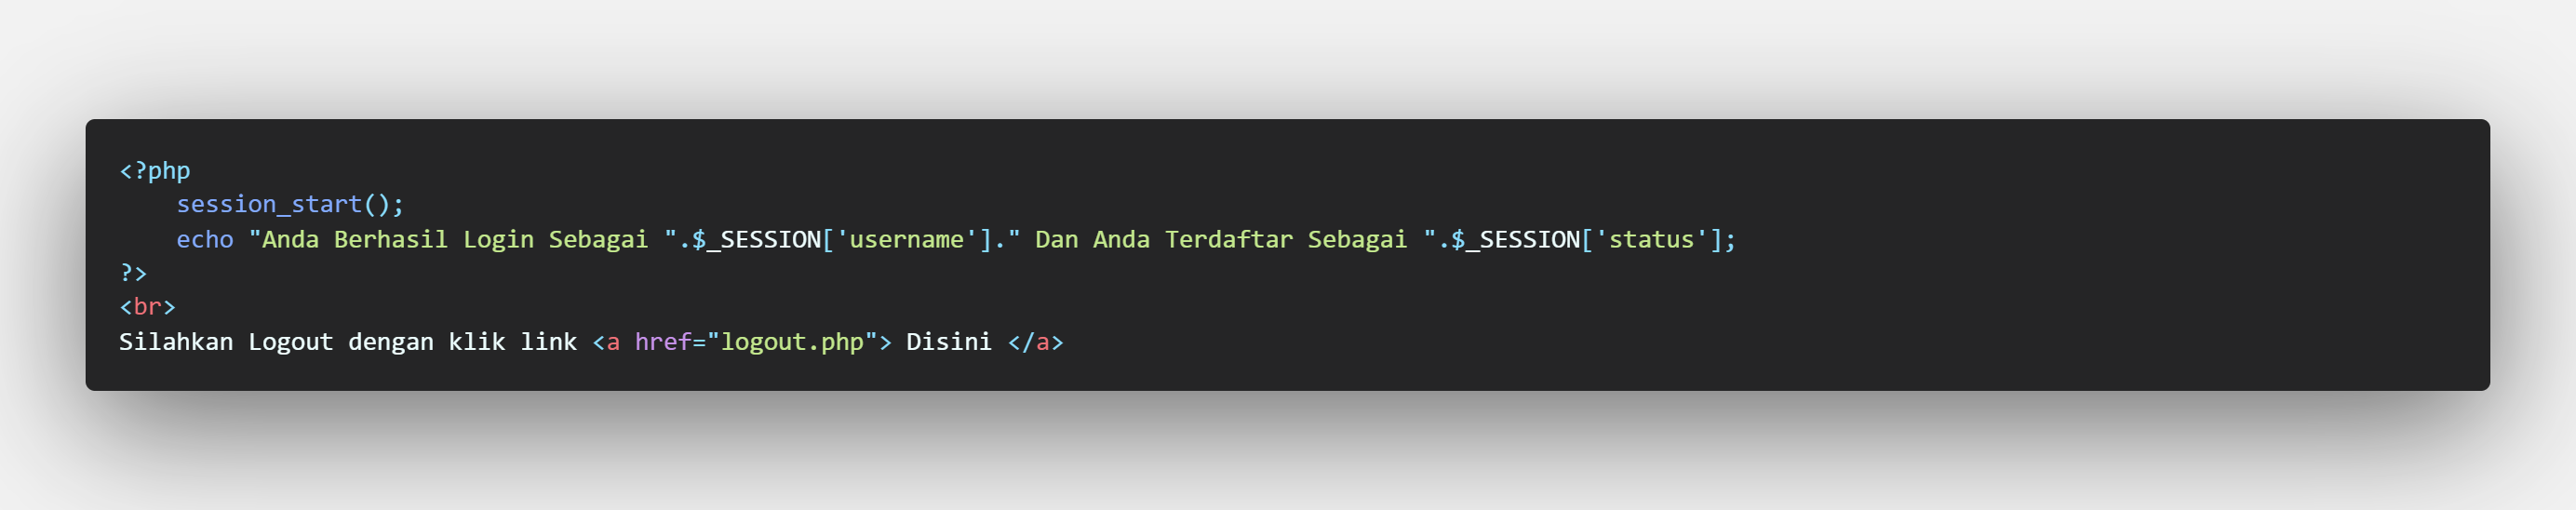 <?php
    session_start();
    echo "Anda Berhasil Login Sebagai ".$_SESSION['username']." Dan Anda Terdaftar Sebagai ".$_SESSION['status'];
?>
<br>
Silahkan Logout dengan klik link <a href="logout.php"> Disini </a>